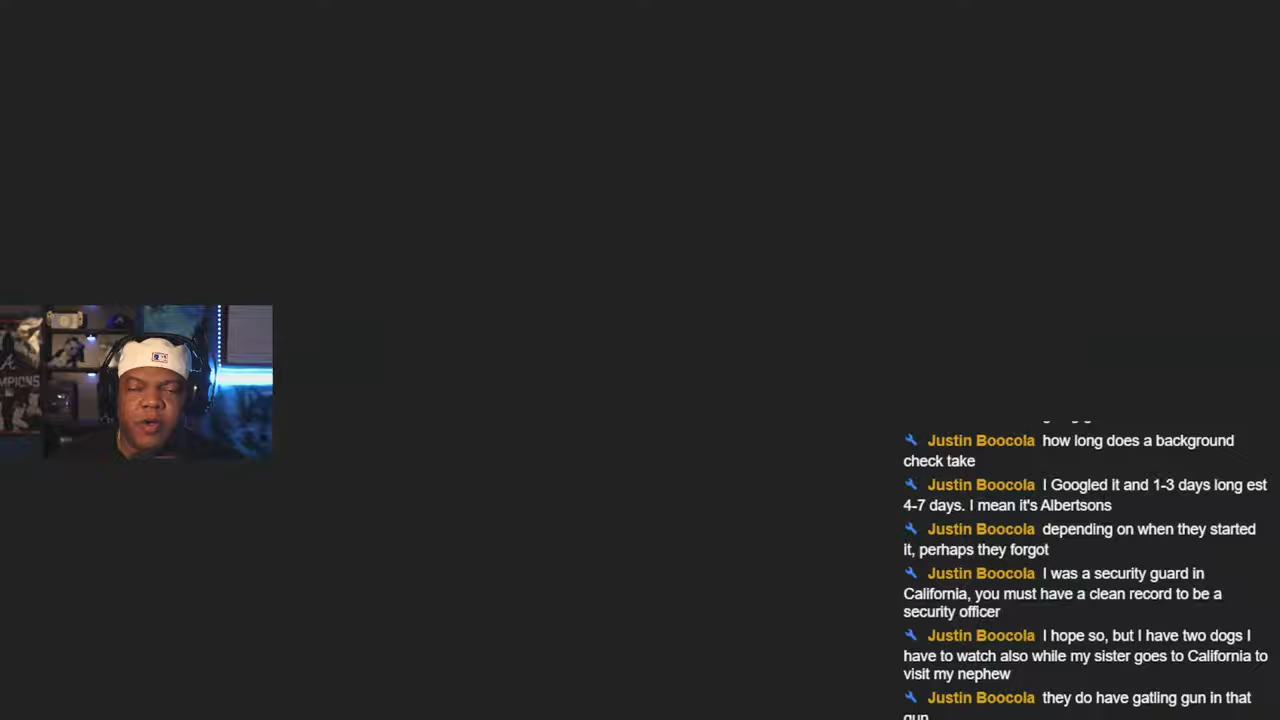 MPIONS
Justin Boocola how long does a background
check take
Justin Boocola I Googled it and 1-3 days long est
4-7 days. I mean it's Albertsons
Justin Boocola depending on when they started
it, perhaps they forgot
Justin Boocola I was a security guard in
California, you must have a clean record to be a
security officer
Justin Boocola I hope so, but I have two dogs I
have to watch also while my sister goes to California to
visit my nephew
Justin Boocola they do have gatling gun in that
gun